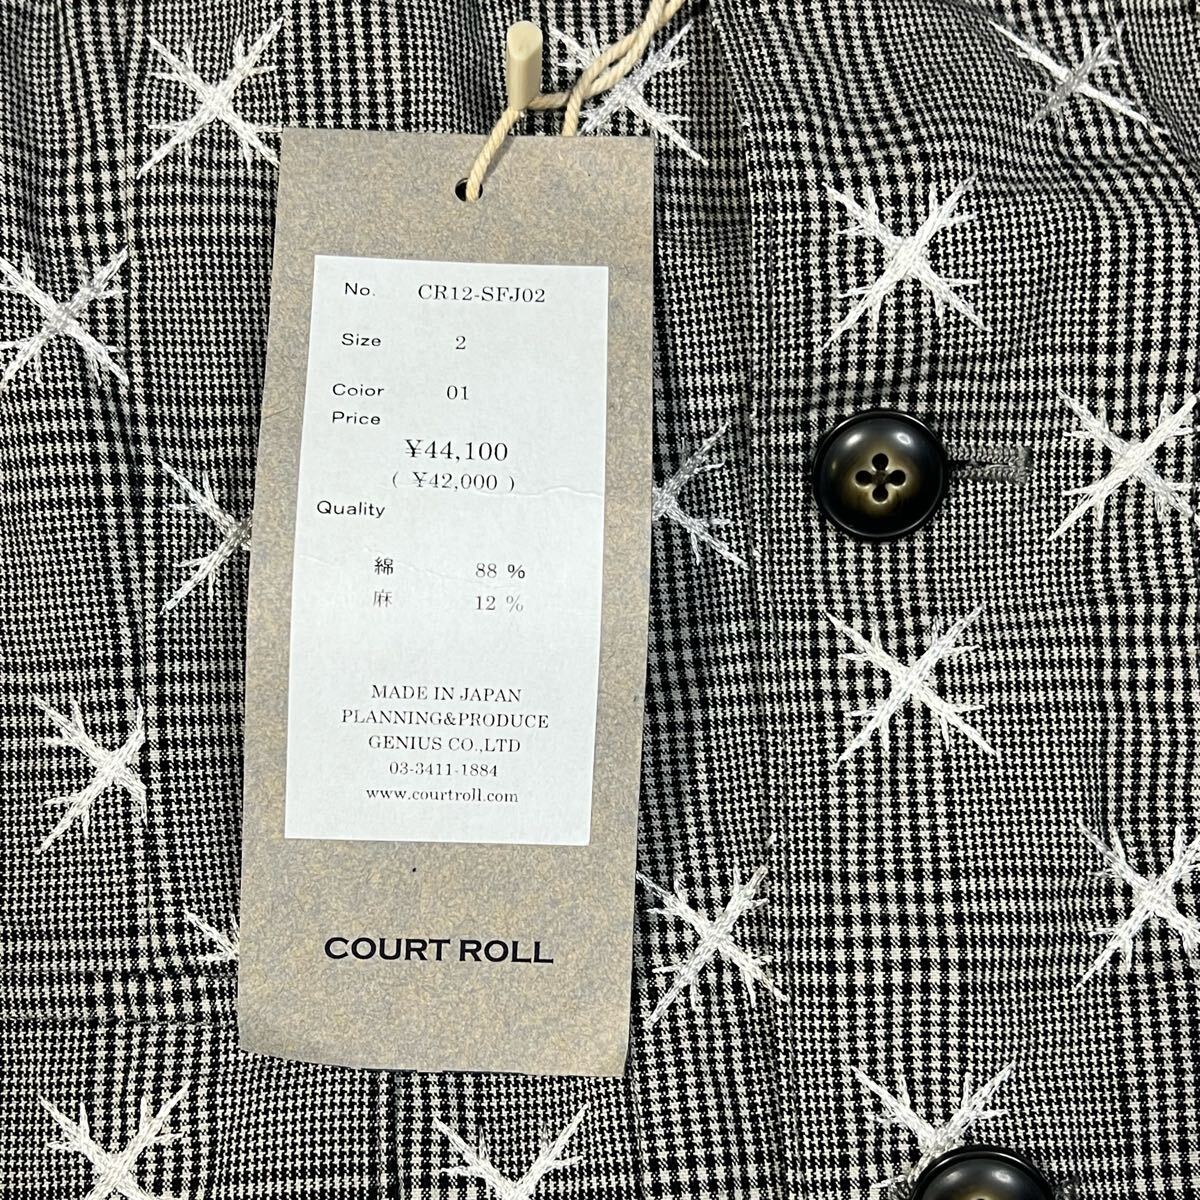 No. CR12-SFJ02
Size 2
Coior 01
Price
¥44,100
( ¥42,000 )
Quality
綿 88 %
麻 12 %
MADE IN JAPAN
PLANNING&PRODUCE
GENIUS CO.,LTD
03-3411-1884
www.courtroll.com
COURT ROLL